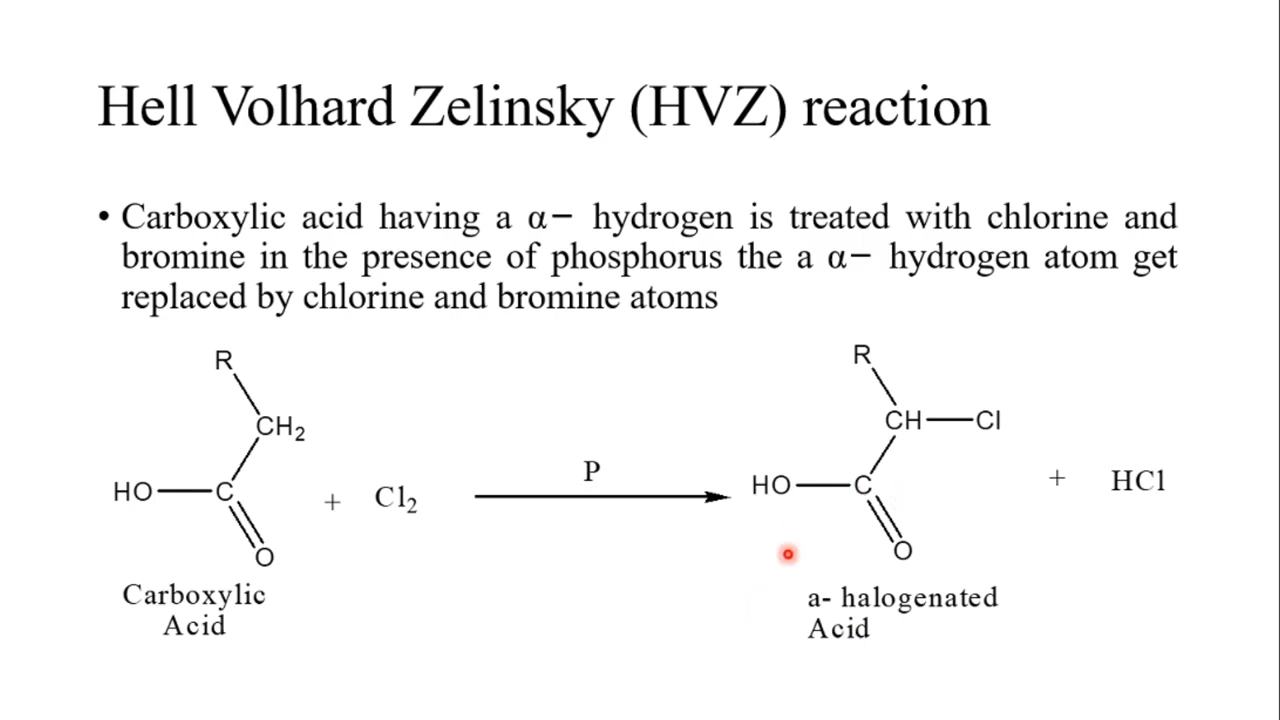 Hell Volhard Zelinsky (HVZ) reaction
• Carboxylic acid having a α− hydrogen is treated with chlorine and
bromine in the presence of phosphorus the a α− hydrogen atom get
replaced by chlorine and bromine atoms
R
CH₂
HO C
O
+ Cl₂
P
R
CH Cl
HO C
O
+ HCl
Carboxylic
Acid
a- halogenated
Acid